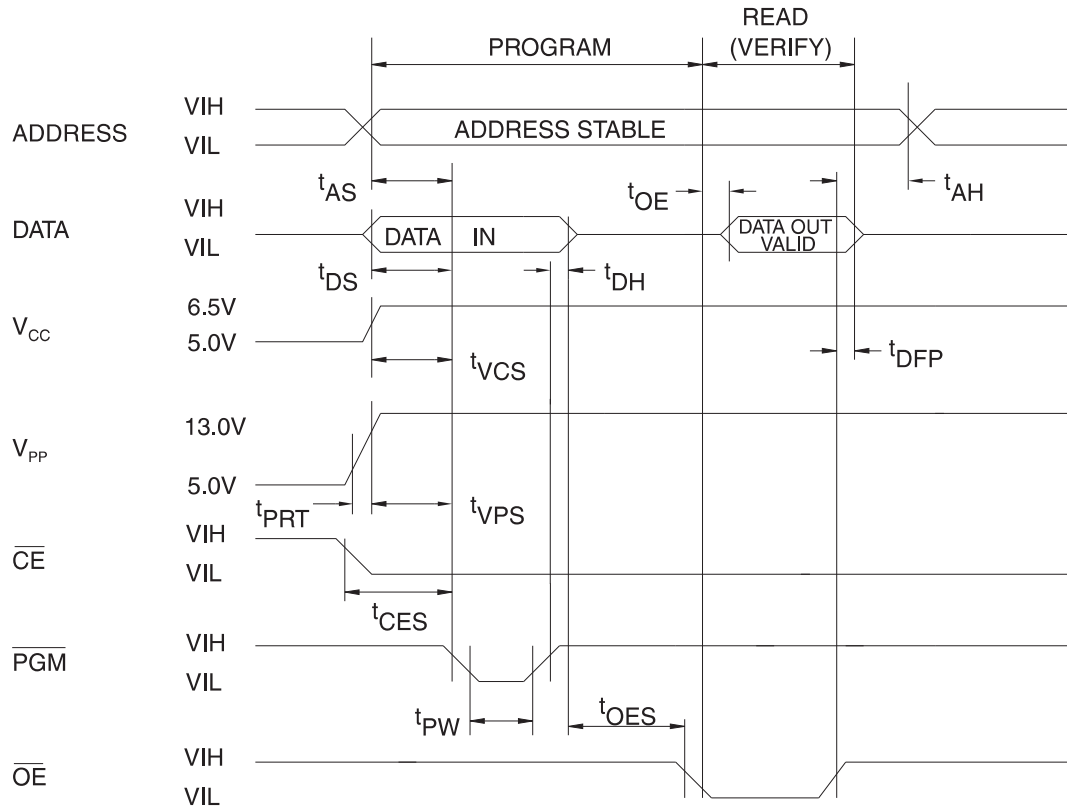 READ
PROGRAM (VERIFY)
VIH
ADDRESS ADDRESS STABLE
VIL
tAS tOE tAH
VIH
DATA DATA IN DATA OUT VALID
VIL
tDS tDH
6.5V
VCC
5.0V
tVCS tDFP
13.0V
VPP
5.0V
tPRT tVPS
VIH
CE
VIL
tCES
VIH
PGM
VIL
tPW tOES
VIH
OE
VIL